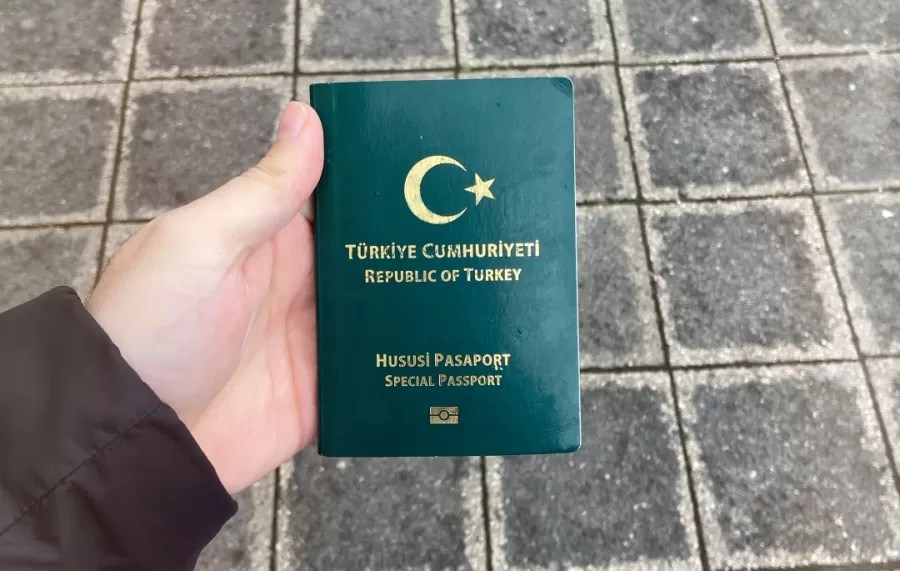 TÜRKİYE CUMHURİYETİ
REPUBLIC OF TURKEY
HUSUSİ PASAPORT
SPECIAL PASSPORT